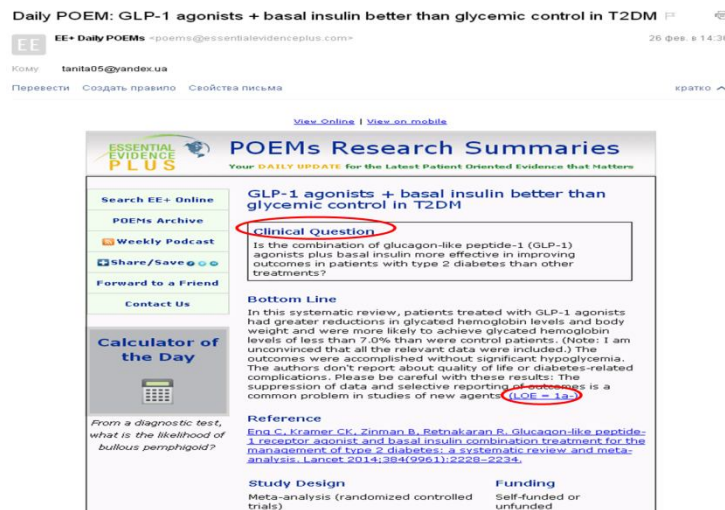 Daily POEM: GLP-1 agonists + basal insulin better than glycemic control in T2DM
EE
EE+ Daily POEMs <poems@essentialevidenceplus.com>
26 фев. в 14:30
Кому tanita05@yandex.ua
Перевести Создать правило Свойства письма
кратко
View Online | View on mobile
ESSENTIAL
EVIDENCE
PLUS
POEMs Research Summaries
Your DAILY UPDATE for the Latest Patient Oriented Evidence that Matters
Search EE+ Online
POEMs Archive
Weekly Podcast
Share/Save
Forward to a Friend
Contact Us
Calculator of
the Day
From a diagnostic test,
what is the likelihood of
bullous pemphigoid?
GLP-1 agonists + basal insulin better than
glycemic control in T2DM
Clinical Question
Is the combination of glucagon-like peptide-1 (GLP-1)
agonists plus basal insulin more effective in improving
outcomes in patients with type 2 diabetes than other
treatments?
Bottom Line
In this systematic review, patients treated with GLP-1 agonists
had greater reductions in glycated hemoglobin levels and body
weight and were more likely to achieve glycated hemoglobin
levels of less than 7.0% than were control patients. (Note: I am
unconvinced that all the relevant data were included.) The
outcomes were accomplished without significant hypoglycemia.
The authors don't report about quality of life or diabetes-related
complications. Please be careful with these results: The
suppression of data and selective reporting of outcomes is a
common problem in studies of new agents. (LOE = 1a-)
Reference
Eng C, Kramer CK, Zinman B, Retnakaran R. Glucagon-like peptide-
1 receptor agonist and basal insulin combination treatment for the
management of type 2 diabetes: a systematic review and meta-
analysis. Lancet 2014;384(9961):2228-2234.
Study Design
Meta-analysis (randomized controlled
trials)
Funding
Self-funded or
unfunded